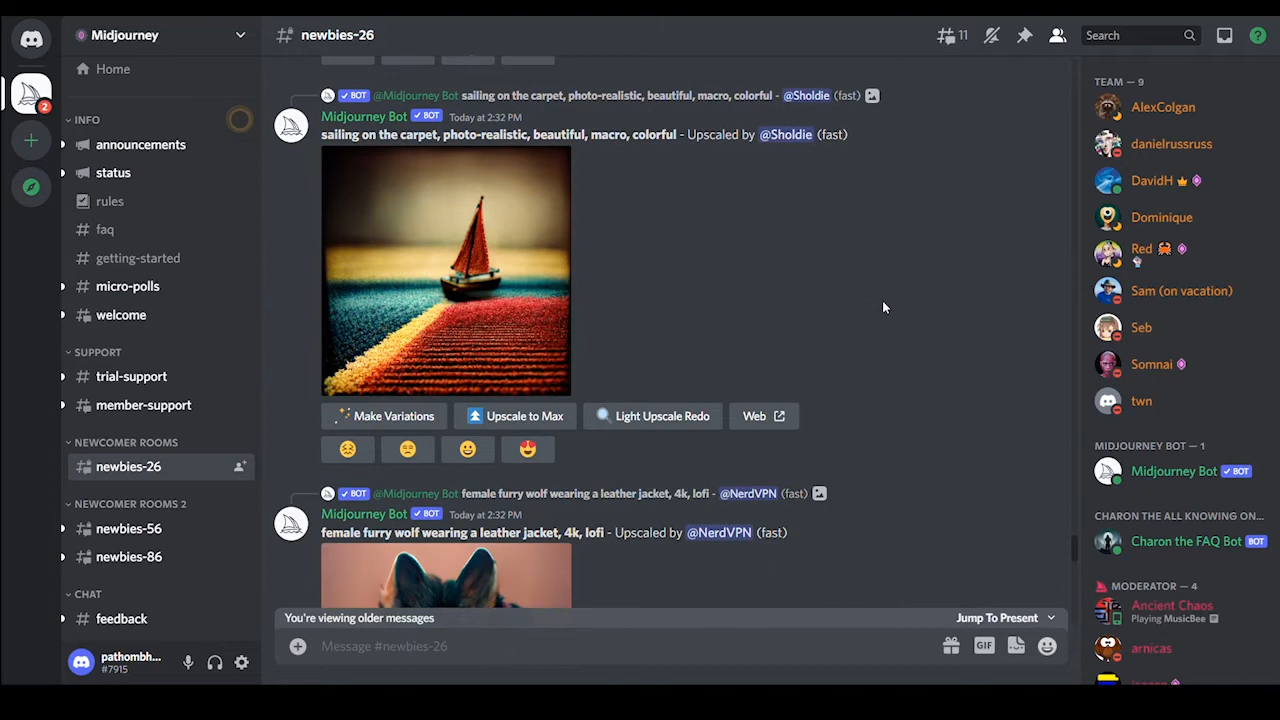 Midjourney
newbies-26
11
Search
2
Home
INFO
announcements
status
rules
faq
getting-started
micro-polls
welcome
SUPPORT
trial-support
member-support
NEWCOMER ROOMS
newbies-26
NEWCOMER ROOMS 2
newbies-56
newbies-86
CHAT
feedback
pathombh...
#7915
BOT @Midjourney Bot sailing on the carpet, photo-realistic, beautiful, macro, colorful - @Sholdie (fast)
Midjourney Bot BOT Today at 2:32 PM
sailing on the carpet, photo-realistic, beautiful, macro, colorful - Upscaled by @Sholdie (fast)
Make Variations Upscale to Max Light Upscale Redo Web
BOT @Midjourney Bot female furry wolf wearing a leather jacket, 4k, lofi - @NerdVPN (fast)
Midjourney Bot BOT Today at 2:32 PM
female furry wolf wearing a leather jacket, 4k, lofi - Upscaled by @NerdVPN (fast)
You're viewing older messages Jump To Present
Message #newbies-26
GIF
TEAM — 9
AlexColgan
danielrussruss
DavidH
Dominique
Red
Sam (on vacation)
Seb
Somnai
twn
MIDJOURNEY BOT — 1
Midjourney Bot BOT
CHARON THE ALL KNOWING ON...
Charon the FAQ Bot BOT
MODERATOR — 4
Ancient Chaos
Playing MusicBee
arnicas